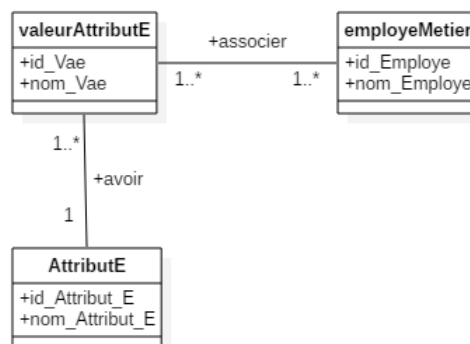 valeurAttributE
+id_Vae
+nom_Vae
+associer
1..*
1..*
employeMetier
+id_Employe
+nom_Employe
1..*
+avoir
1
AttributE
+id_Attribut_E
+nom_Attribut_E